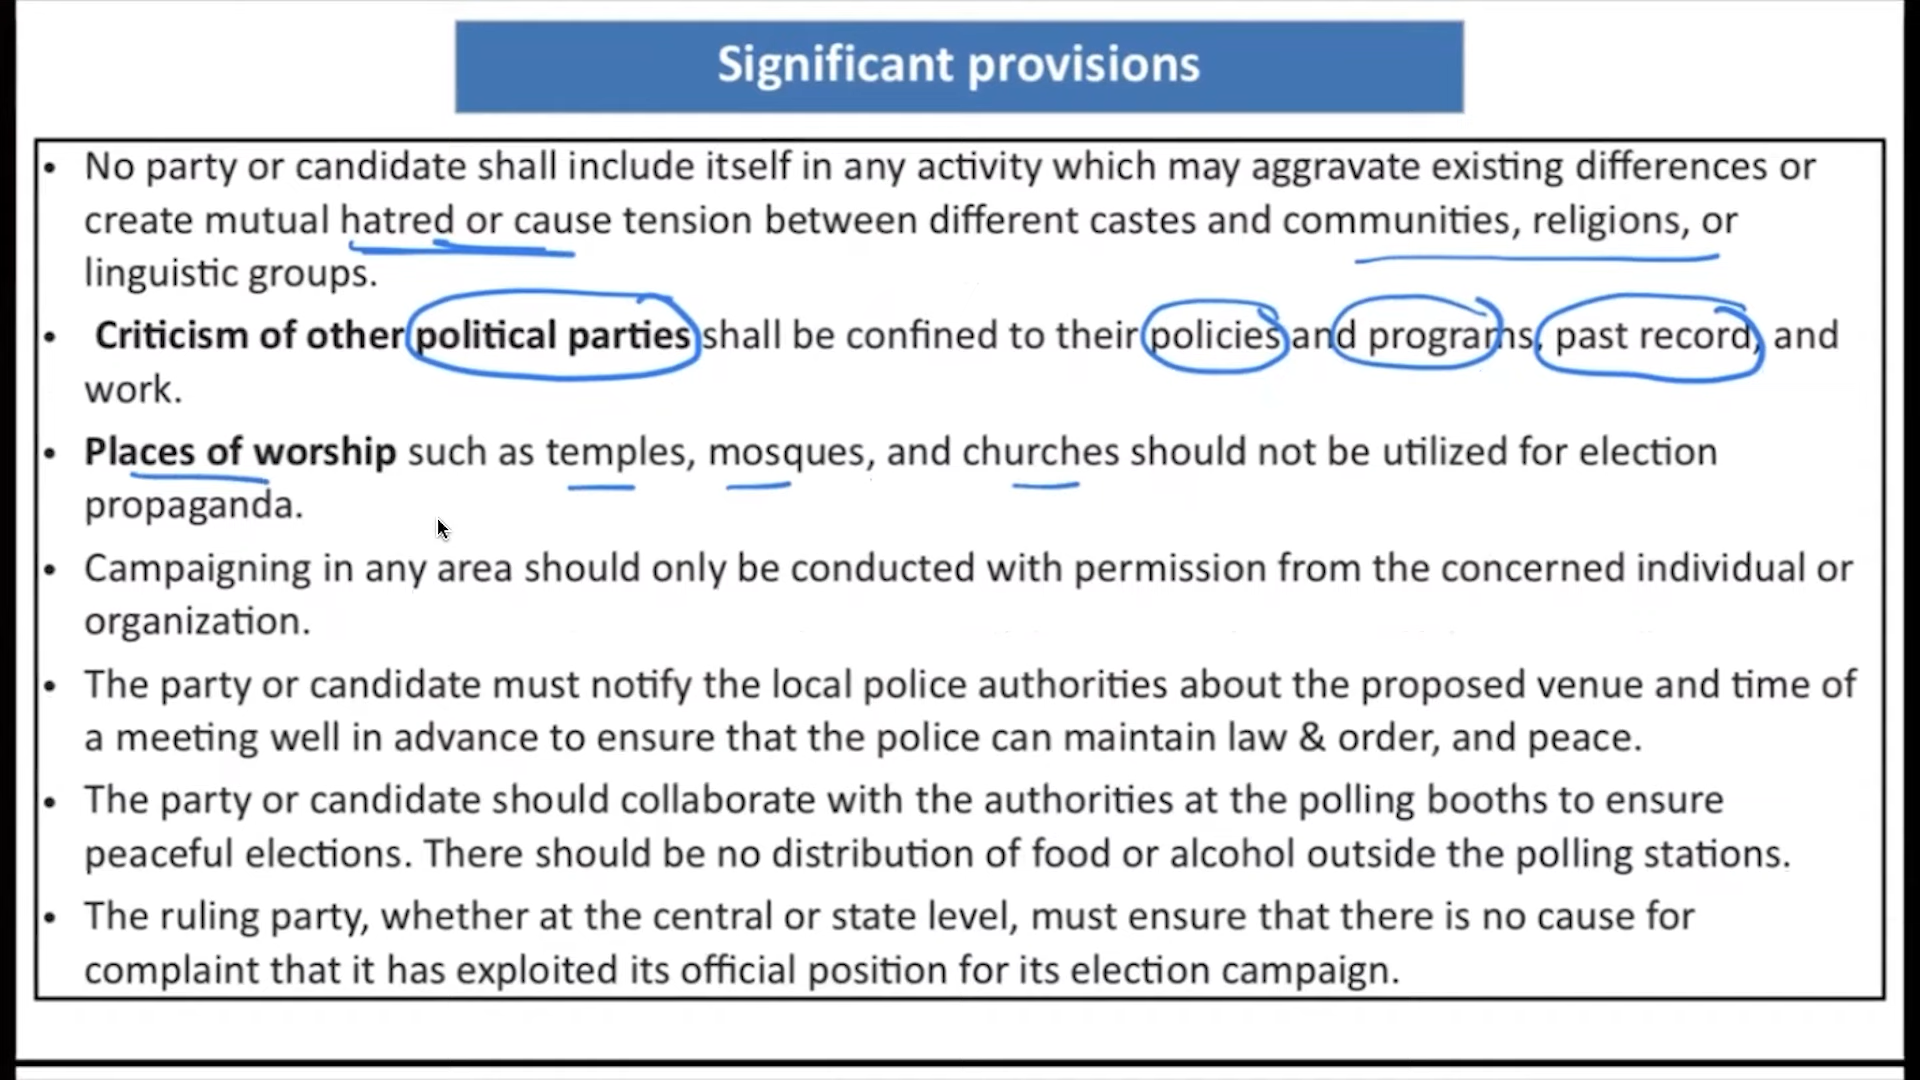 Significant provisions
• No party or candidate shall include itself in any activity which may aggravate existing differences or
create mutual hatred or cause tension between different castes and communities, religions, or
linguistic groups.
• Criticism of other political parties shall be confined to their policies and programs, past record, and
work.
• Places of worship such as temples, mosques, and churches should not be utilized for election
propaganda.
• Campaigning in any area should only be conducted with permission from the concerned individual or
organization.
• The party or candidate must notify the local police authorities about the proposed venue and time of
a meeting well in advance to ensure that the police can maintain law & order, and peace.
• The party or candidate should collaborate with the authorities at the polling booths to ensure
peaceful elections. There should be no distribution of food or alcohol outside the polling stations.
• The ruling party, whether at the central or state level, must ensure that there is no cause for
complaint that it has exploited its official position for its election campaign.